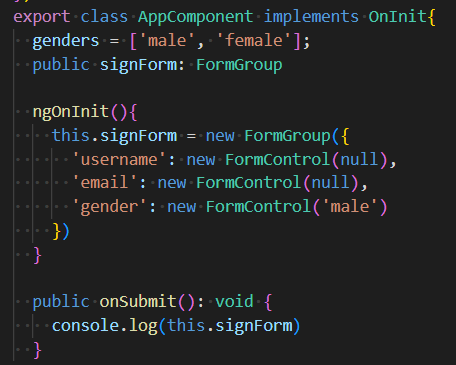 export class AppComponent implements OnInit{
  genders = ['male', 'female'];
  public signForm: FormGroup
  ngOnInit(){
    this.signForm = new FormGroup({
      'username': new FormControl(null),
      'email': new FormControl(null),
      'gender': new FormControl('male')
    })
  }
  public onSubmit(): void {
    console.log(this.signForm)
  }